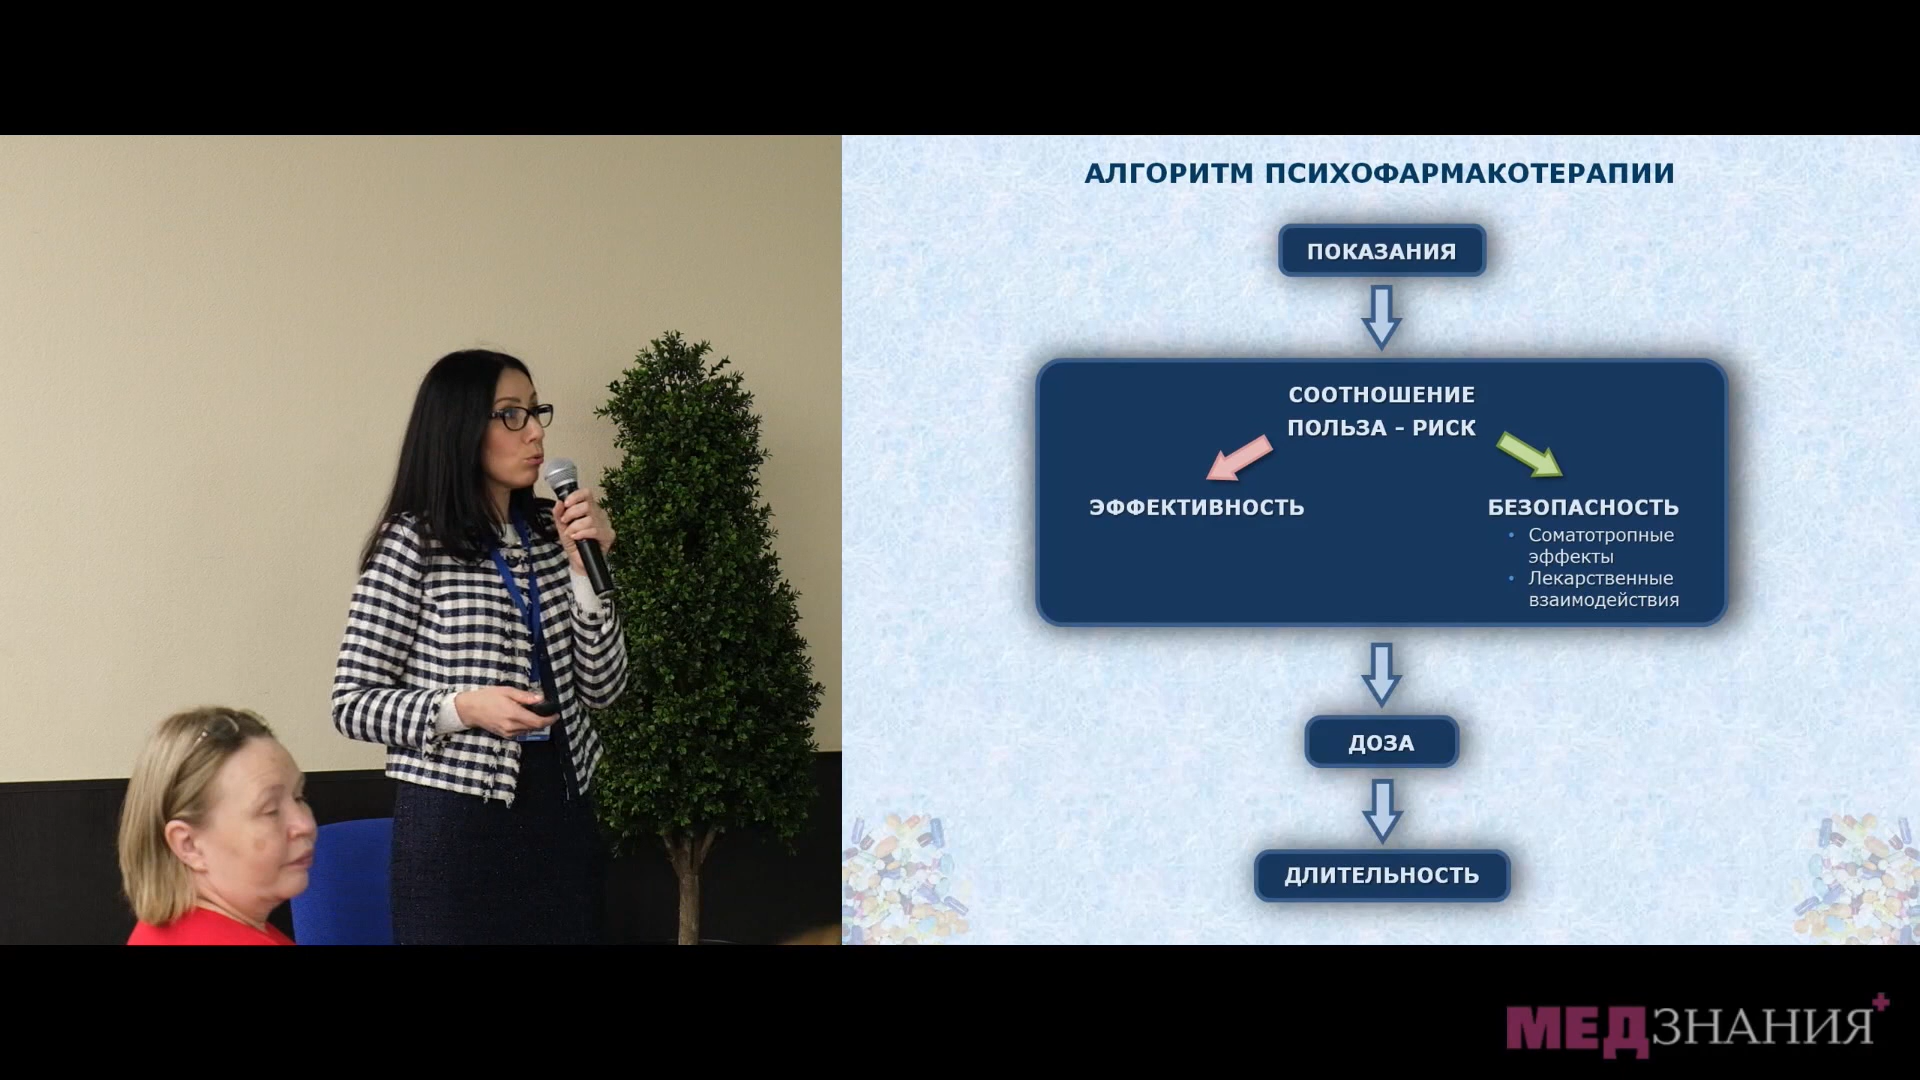 АЛГОРИТМ ПСИХОФАРМАКОТЕРАПИИ
ПОКАЗАНИЯ
СООТНОШЕНИЕ
ПОЛЬЗА – РИСК
ЭФФЕКТИВНОСТЬ
БЕЗОПАСНОСТЬ
• Соматотропные
эффекты
• Лекарственные
взаимодействия
ДОЗА
ДЛИТЕЛЬНОСТЬ
МЕДЗНАНИЯ+